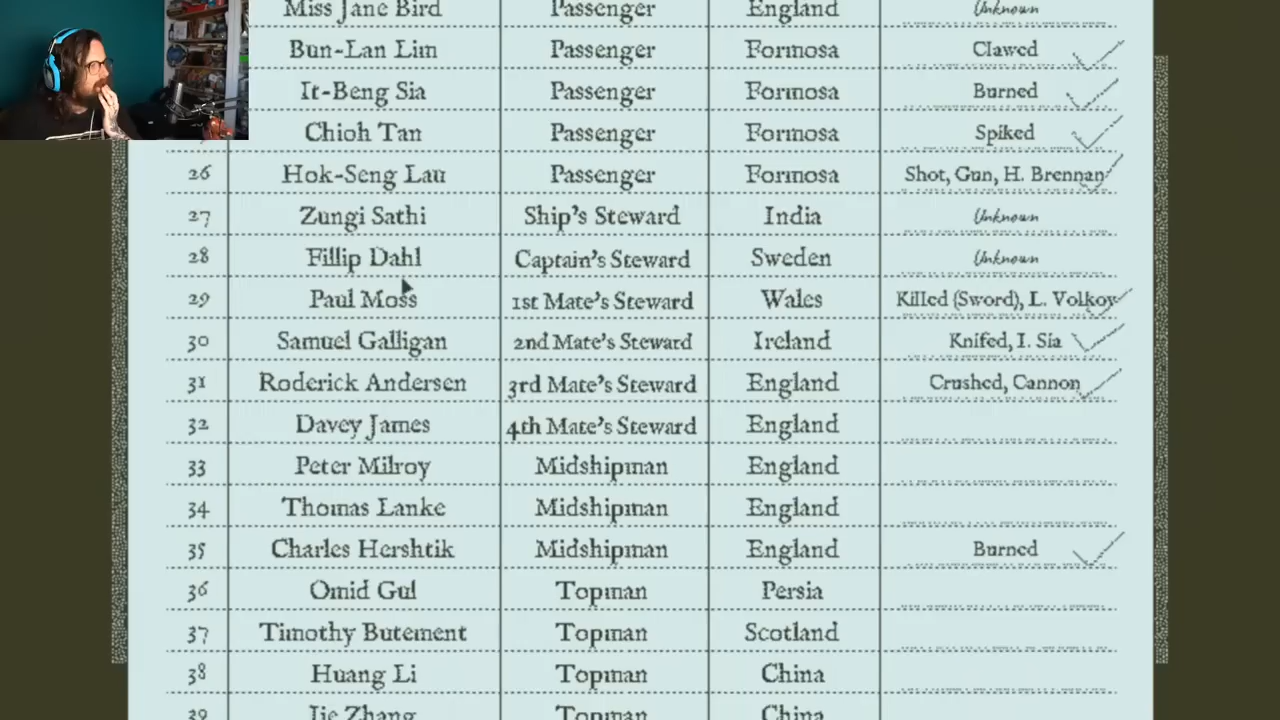 Miss Jane Bird Passenger England Unknown
Bun-Lan Lim Passenger Formosa Clawed
It-Beng Sia Passenger Formosa Burned
Chioh Tan Passenger Formosa Spiked
26 Hok-Seng Lau Passenger Formosa Shot, Gun, H. Brennan
27 Zungi Sathi Ship's Steward India Unknown
28 Fillip Dahl Captain's Steward Sweden Unknown
29 Paul Moss 1st Mate's Steward Wales Killed (Sword), L. Volkov
30 Samuel Galligan 2nd Mate's Steward Ireland Knifed, I. Sia
31 Roderick Andersen 3rd Mate's Steward England Crushed, Cannon
32 Davey James 4th Mate's Steward England
33 Peter Milroy Midshipman England
34 Thomas Lanke Midshipman England
35 Charles Hershtik Midshipman England Burned
36 Omid Gul Topman Persia
37 Timothy Butement Topman Scotland
38 Huang Li Topman China
39 Jie Zhang Topman China